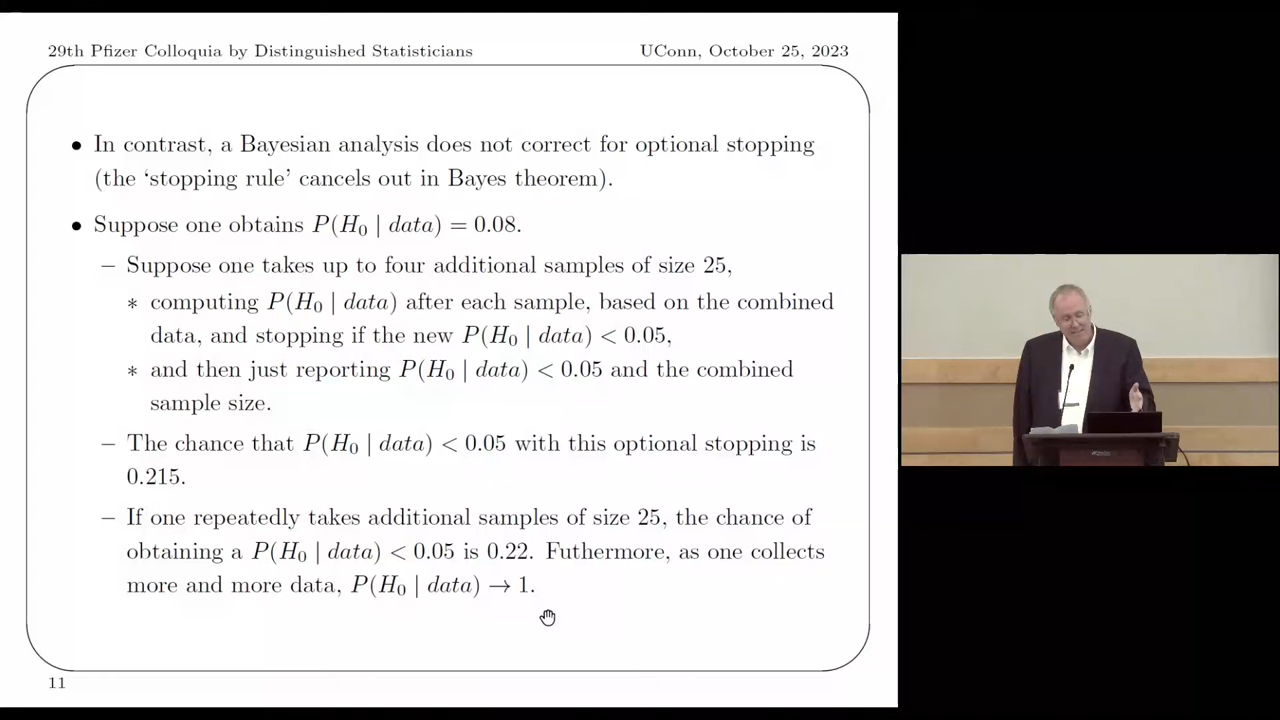 29th Pfizer Colloquia by Distinguished Statisticians UConn, October 25, 2023
• In contrast, a Bayesian analysis does not correct for optional stopping
(the ‘stopping rule’ cancels out in Bayes theorem).
• Suppose one obtains P(H₀ | data) = 0.08.
– Suppose one takes up to four additional samples of size 25,
∗ computing P(H₀ | data) after each sample, based on the combined
data, and stopping if the new P(H₀ | data) < 0.05,
∗ and then just reporting P(H₀ | data) < 0.05 and the combined
sample size.
– The chance that P(H₀ | data) < 0.05 with this optional stopping is
0.215.
– If one repeatedly takes additional samples of size 25, the chance of
obtaining a P(H₀ | data) < 0.05 is 0.22. Futhermore, as one collects
more and more data, P(H₀ | data) → 1.
11